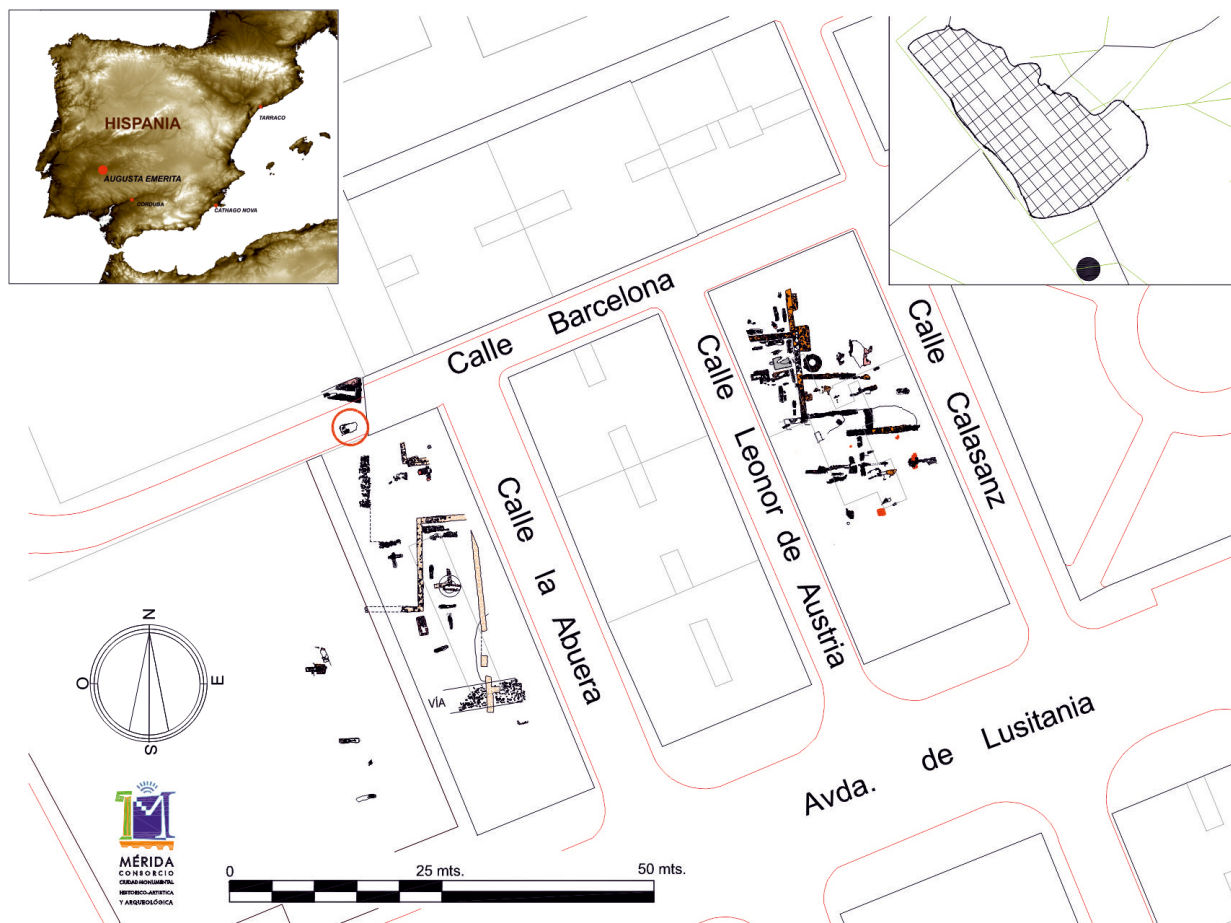 HISPANIA
TARRACO
AUGUSTA EMERITA
CORDUBA
CATHAGO NOVA
Calle Barcelona
Calle Leonor de Austria
Calle Calasanz
Calle la Abuera
VÍA
Avda. de Lusitania
N
O
E
S
MÉRIDA
CONSORCIO
CIUDAD MONUMENTAL
HISTÓRICO-ARTÍSTICA
Y ARQUEOLÓGICA
0
25 mts.
50 mts.